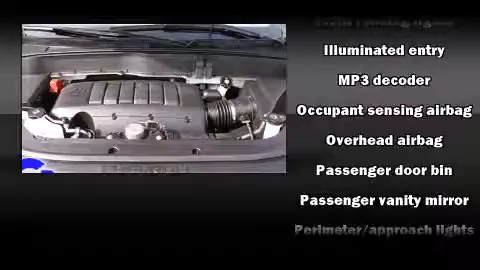 Illuminated entry
MP3 decoder
Occupant sensing airbag
Overhead airbag
Passenger door bin
Passenger vanity mirror
Perimeter/approach lights